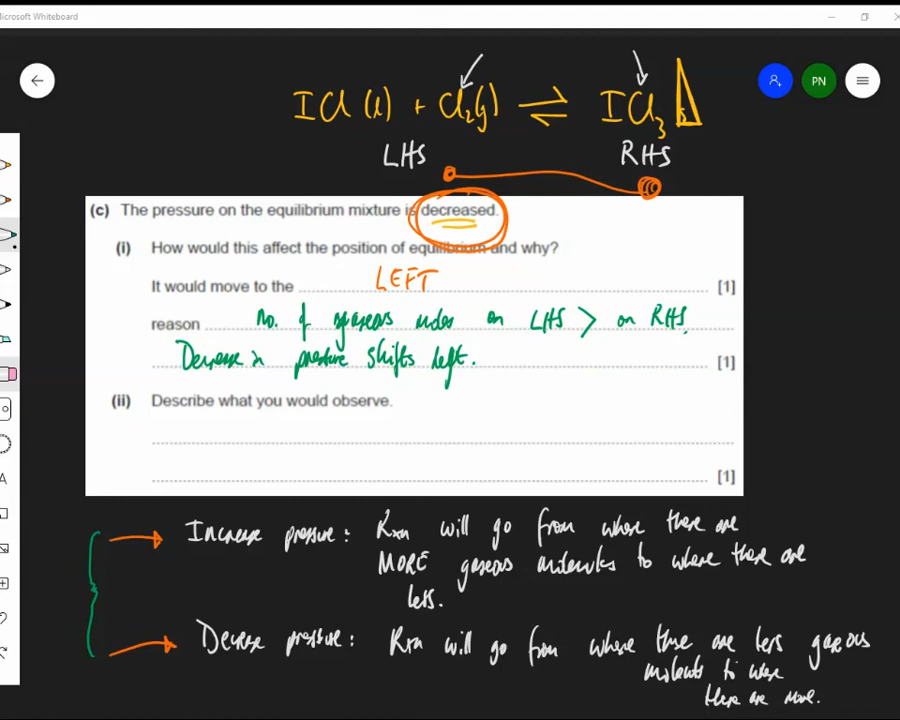 Microsoft Whiteboard
PN
ICl (l) + Cl2(g) ⇌ ICl3
LHS RHS
(c) The pressure on the equilibrium mixture is decreased.
(i) How would this affect the position of equilibrium and why?
It would move to the LEFT [1]
reason no. of gaseous moles on LHS > on RHS.
Decrease in pressure shifts left. [1]
(ii) Describe what you would observe.
[1]
Increase pressure: Rxn will go from where there are
MORE gaseous molecules to where there are
less.
Decrease pressure: Rxn will go from where there are less gaseous
molecules to where
there are more.